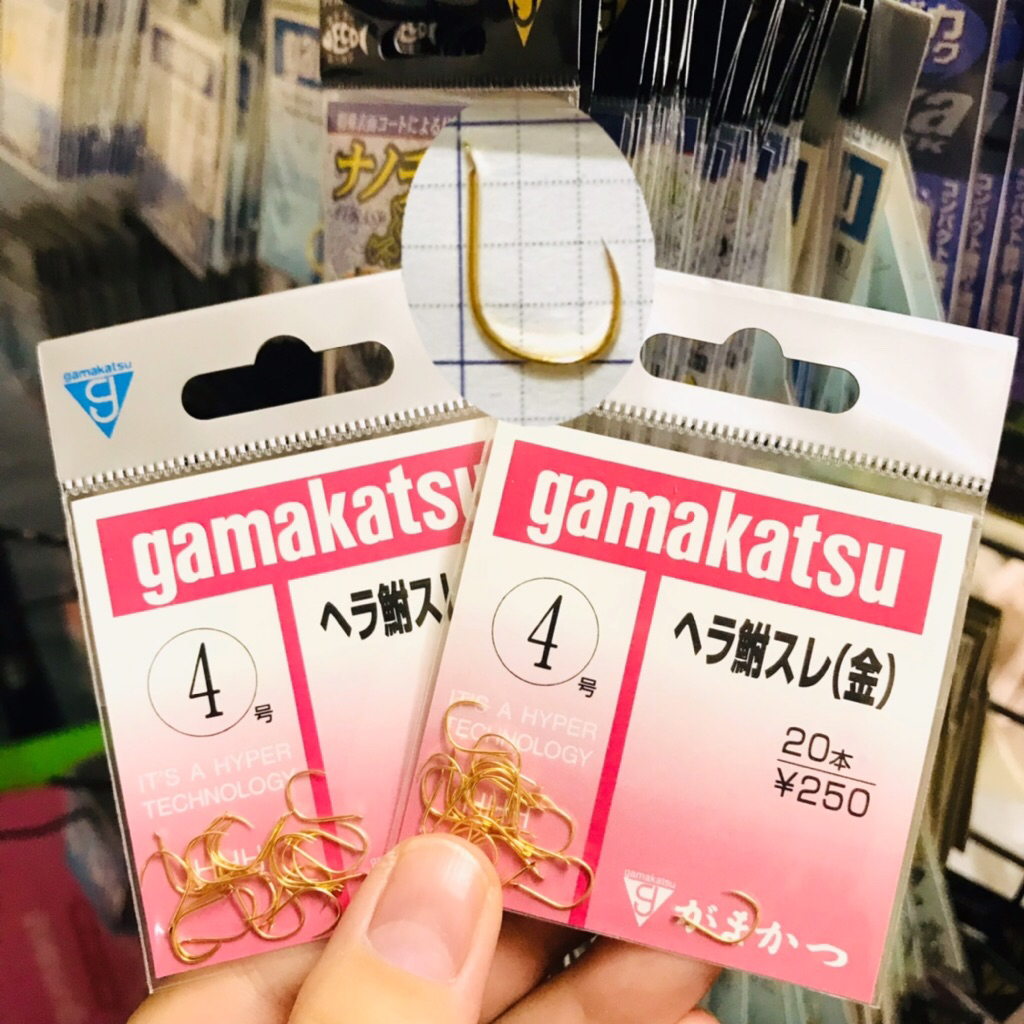 ナノ
gamakatsu
gamakatsu
ヘラ鮒スレ
4
号
IT'S A HYPER
TECHNOLOGY
gamakatsu
ヘラ鮒スレ(金)
4
号
IT'S A HYPER
TECHNOLOGY
20本
¥250
gamakatsu
がまかつ